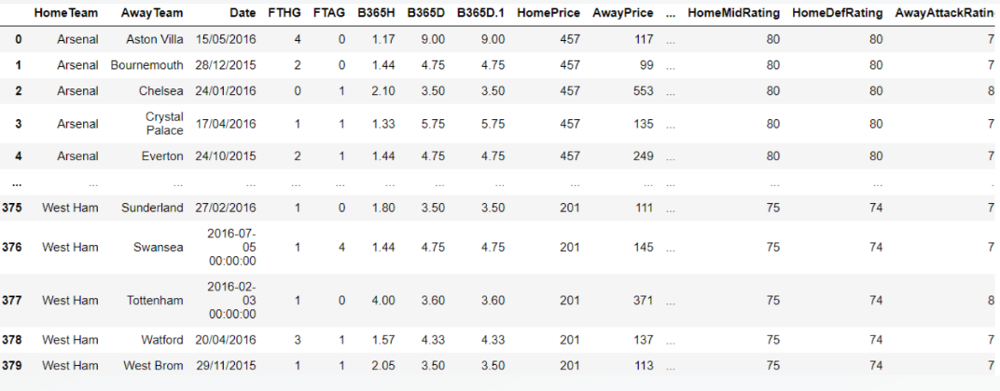 HomeTeam AwayTeam Date FTHG FTAG B365H B365D B365D.1 HomePrice AwayPrice ... HomeMidRating HomeDefRating AwayAttackRatin
0 Arsenal Aston Villa 15/05/2016 4 0 1.17 9.00 9.00 457 117 ... 80 80 7
1 Arsenal Bournemouth 28/12/2015 2 0 1.44 4.75 4.75 457 99 ... 80 80 7
2 Arsenal Chelsea 24/01/2016 0 1 2.10 3.50 3.50 457 553 ... 80 80 8
3 Arsenal Crystal Palace 17/04/2016 1 1 1.33 5.75 5.75 457 135 ... 80 80 7
4 Arsenal Everton 24/10/2015 2 1 1.44 4.75 4.75 457 249 ... 80 80 7
... ... ... ... ... ... ... ... ... ... ... ... ... ...
375 West Ham Sunderland 27/02/2016 1 0 1.80 3.50 3.50 201 111 ... 75 74 7
376 West Ham Swansea 2016-07-05 00:00:00 1 4 1.44 4.75 4.75 201 145 ... 75 74 7
377 West Ham Tottenham 2016-02-03 00:00:00 1 0 4.00 3.60 3.60 201 371 ... 75 74 8
378 West Ham Watford 20/04/2016 3 1 1.57 4.33 4.33 201 137 ... 75 74 7
379 West Ham West Brom 29/11/2015 1 1 2.05 3.50 3.50 201 113 ... 75 74 7